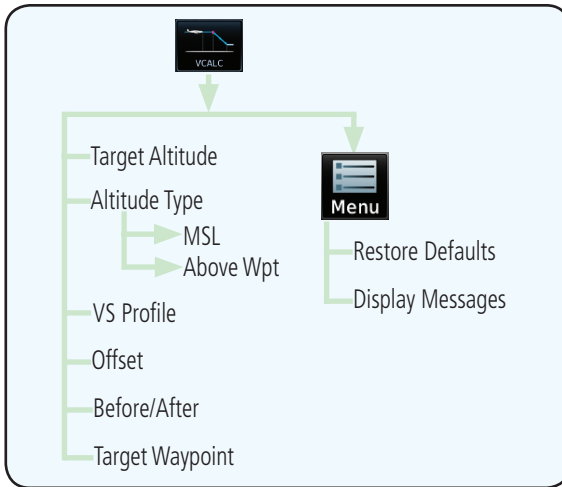 VCALC
Target Altitude
Altitude Type
MSL
Above Wpt
VS Profile
Offset
Before/After
Target Waypoint
Menu
Restore Defaults
Display Messages